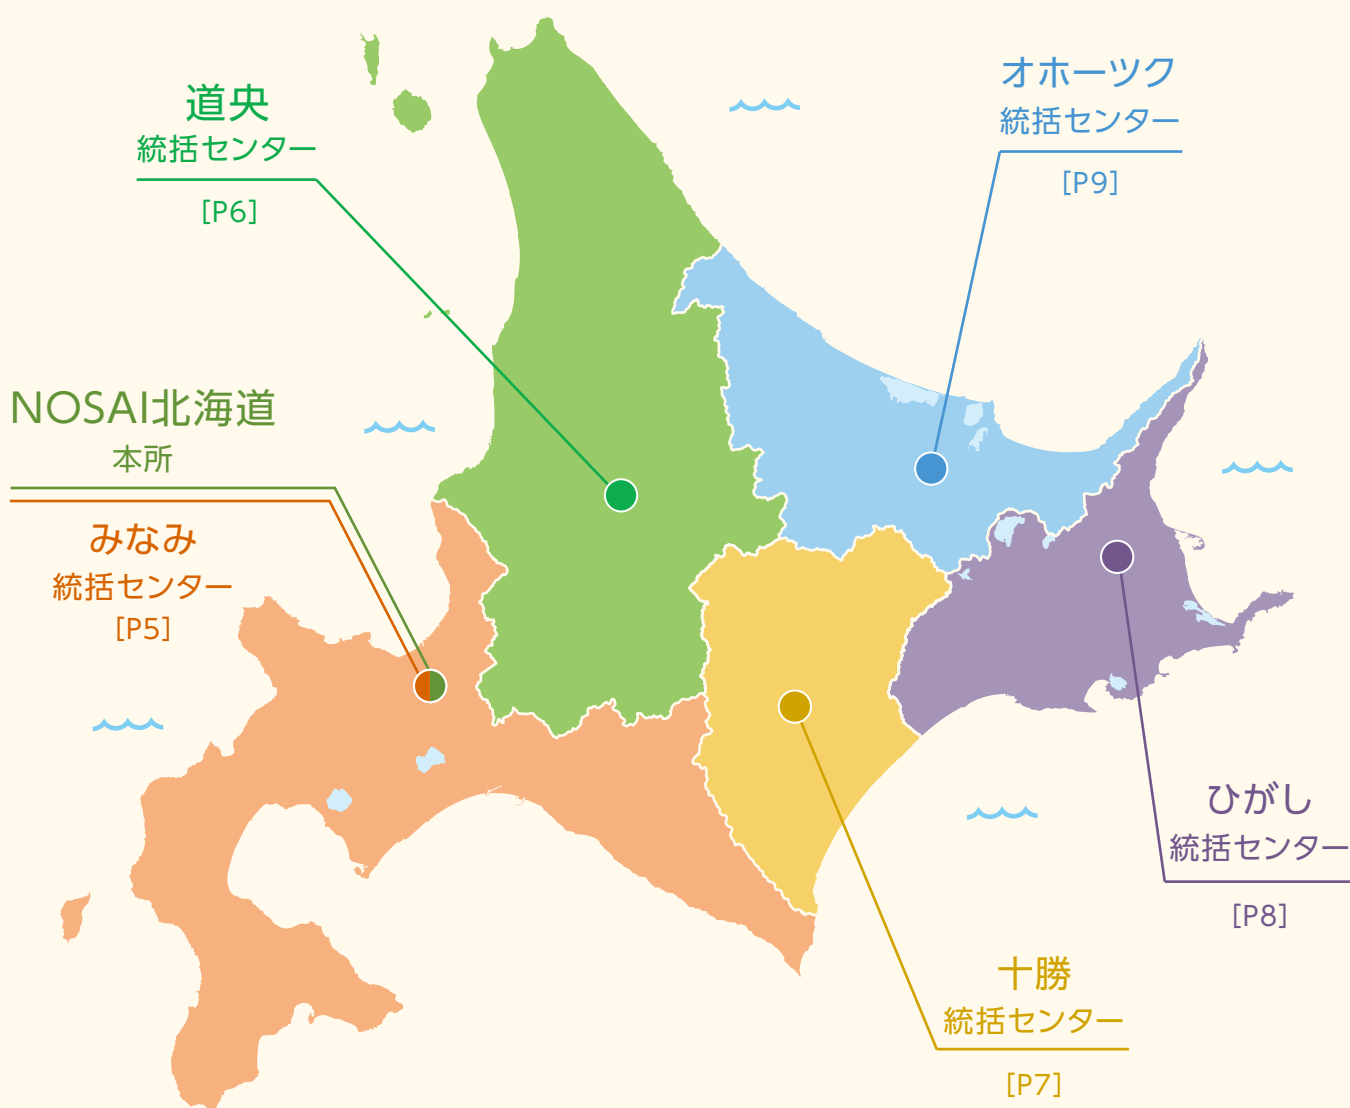 道央
統括センター
[P6]
オホーツク
統括センター
[P9]
NOSAI北海道
本所
みなみ
統括センター
[P5]
ひがし
統括センター
[P8]
十勝
統括センター
[P7]